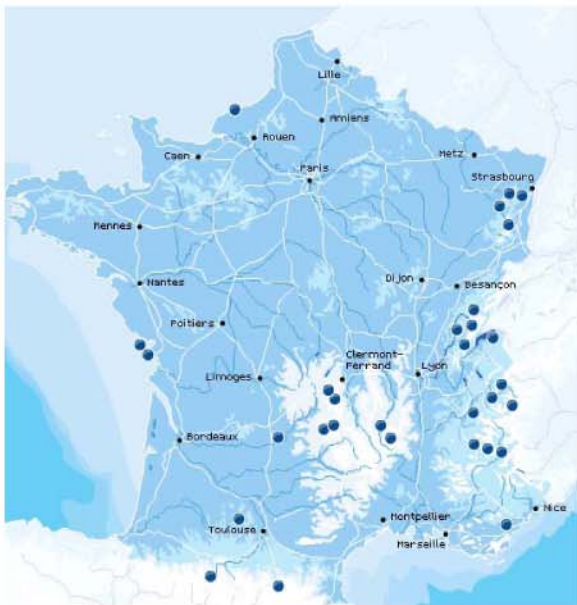 Lille
Amiens
Rouen
Caen
Metz
Paris
Strasbourg
Rennes
Dijon
Besançon
Nantes
Poitiers
Clermont-
Ferrand
Lyon
Limoges
Bordeaux
Montpellier
Nice
Toulouse
Marseille